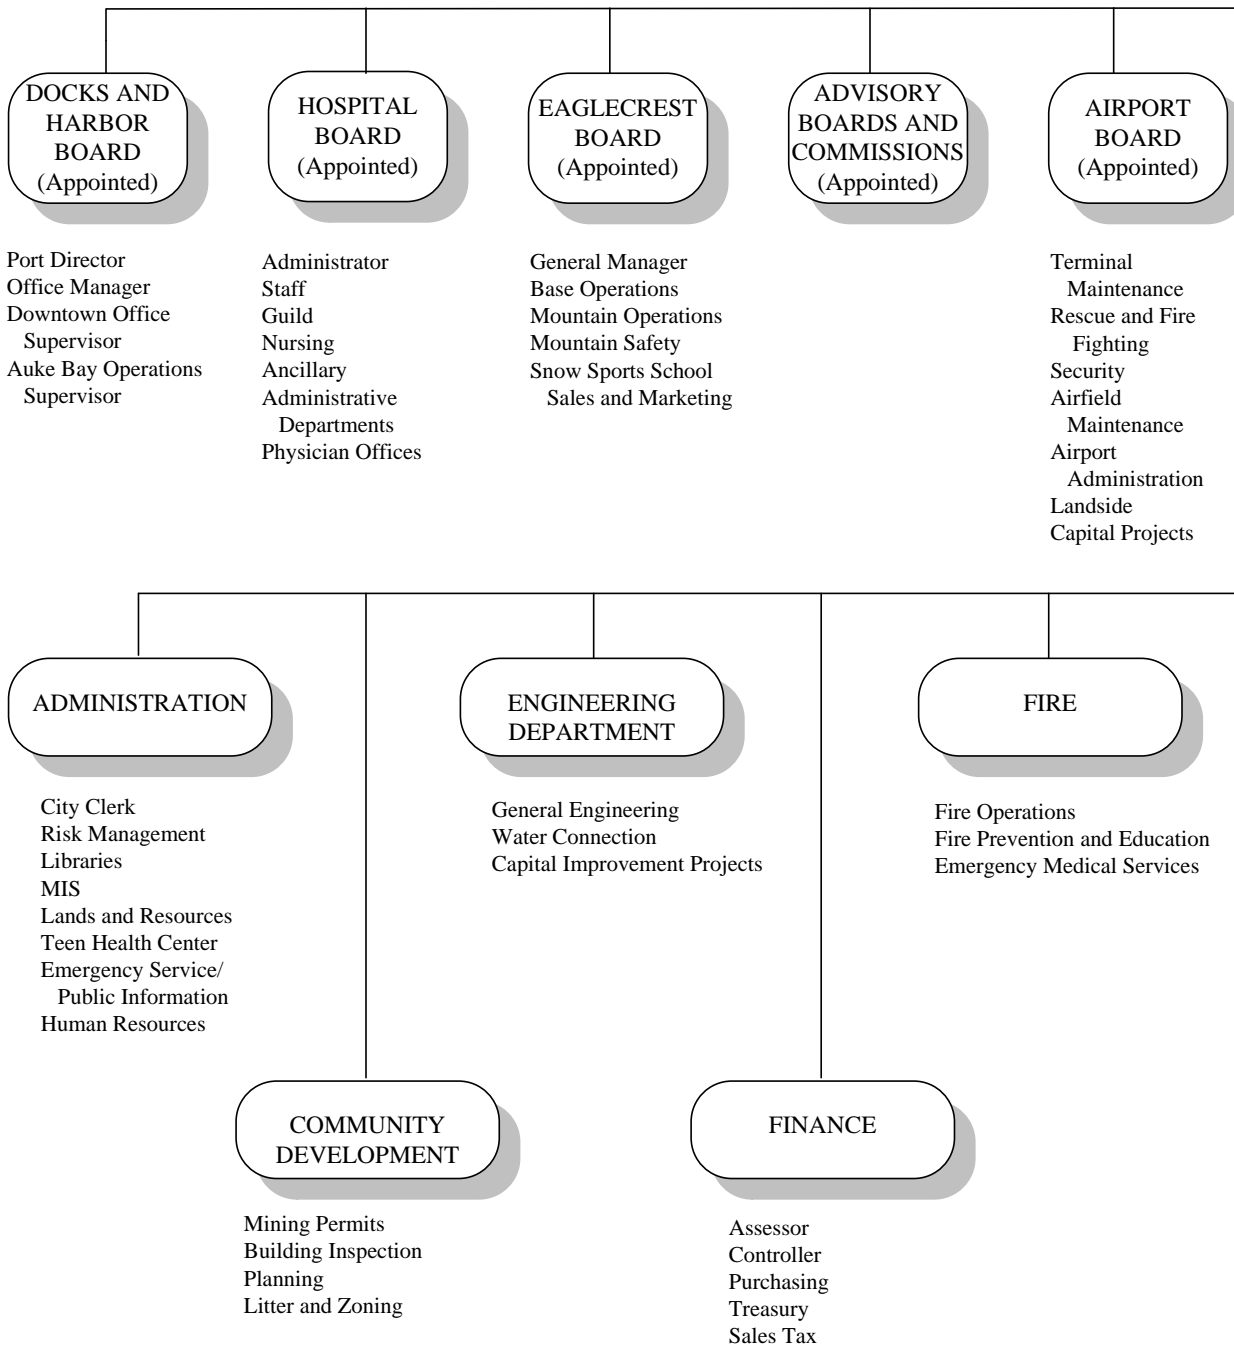 DOCKS AND
HARBOR
BOARD
(Appointed)
HOSPITAL
BOARD
(Appointed)
EAGLECREST
BOARD
(Appointed)
ADVISORY
BOARDS AND
COMMISSIONS
(Appointed)
AIRPORT
BOARD
(Appointed)
Port Director
Office Manager
Downtown Office
Supervisor
Auke Bay Operations
Supervisor
Administrator
Staff
Guild
Nursing
Ancillary
Administrative
Departments
Physician Offices
General Manager
Base Operations
Mountain Operations
Mountain Safety
Snow Sports School
Sales and Marketing
Terminal
Maintenance
Rescue and Fire
Fighting
Security
Airfield
Maintenance
Airport
Administration
Landside
Capital Projects
ADMINISTRATION
City Clerk
Risk Management
Libraries
MIS
Lands and Resources
Teen Health Center
Emergency Service/
Public Information
Human Resources
ENGINEERING
DEPARTMENT
General Engineering
Water Connection
Capital Improvement Projects
FIRE
Fire Operations
Fire Prevention and Education
Emergency Medical Services
COMMUNITY
DEVELOPMENT
Mining Permits
Building Inspection
Planning
Litter and Zoning
FINANCE
Assessor
Controller
Purchasing
Treasury
Sales Tax